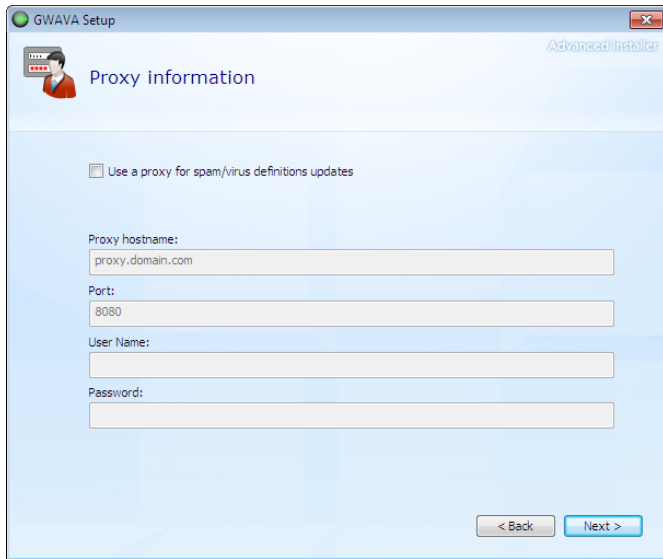 GWAVA Setup
Advanced Installer
Proxy information
Use a proxy for spam/virus definitions updates
Proxy hostname:
proxy.domain.com
Port:
8080
User Name:
Password:
< Back
Next >